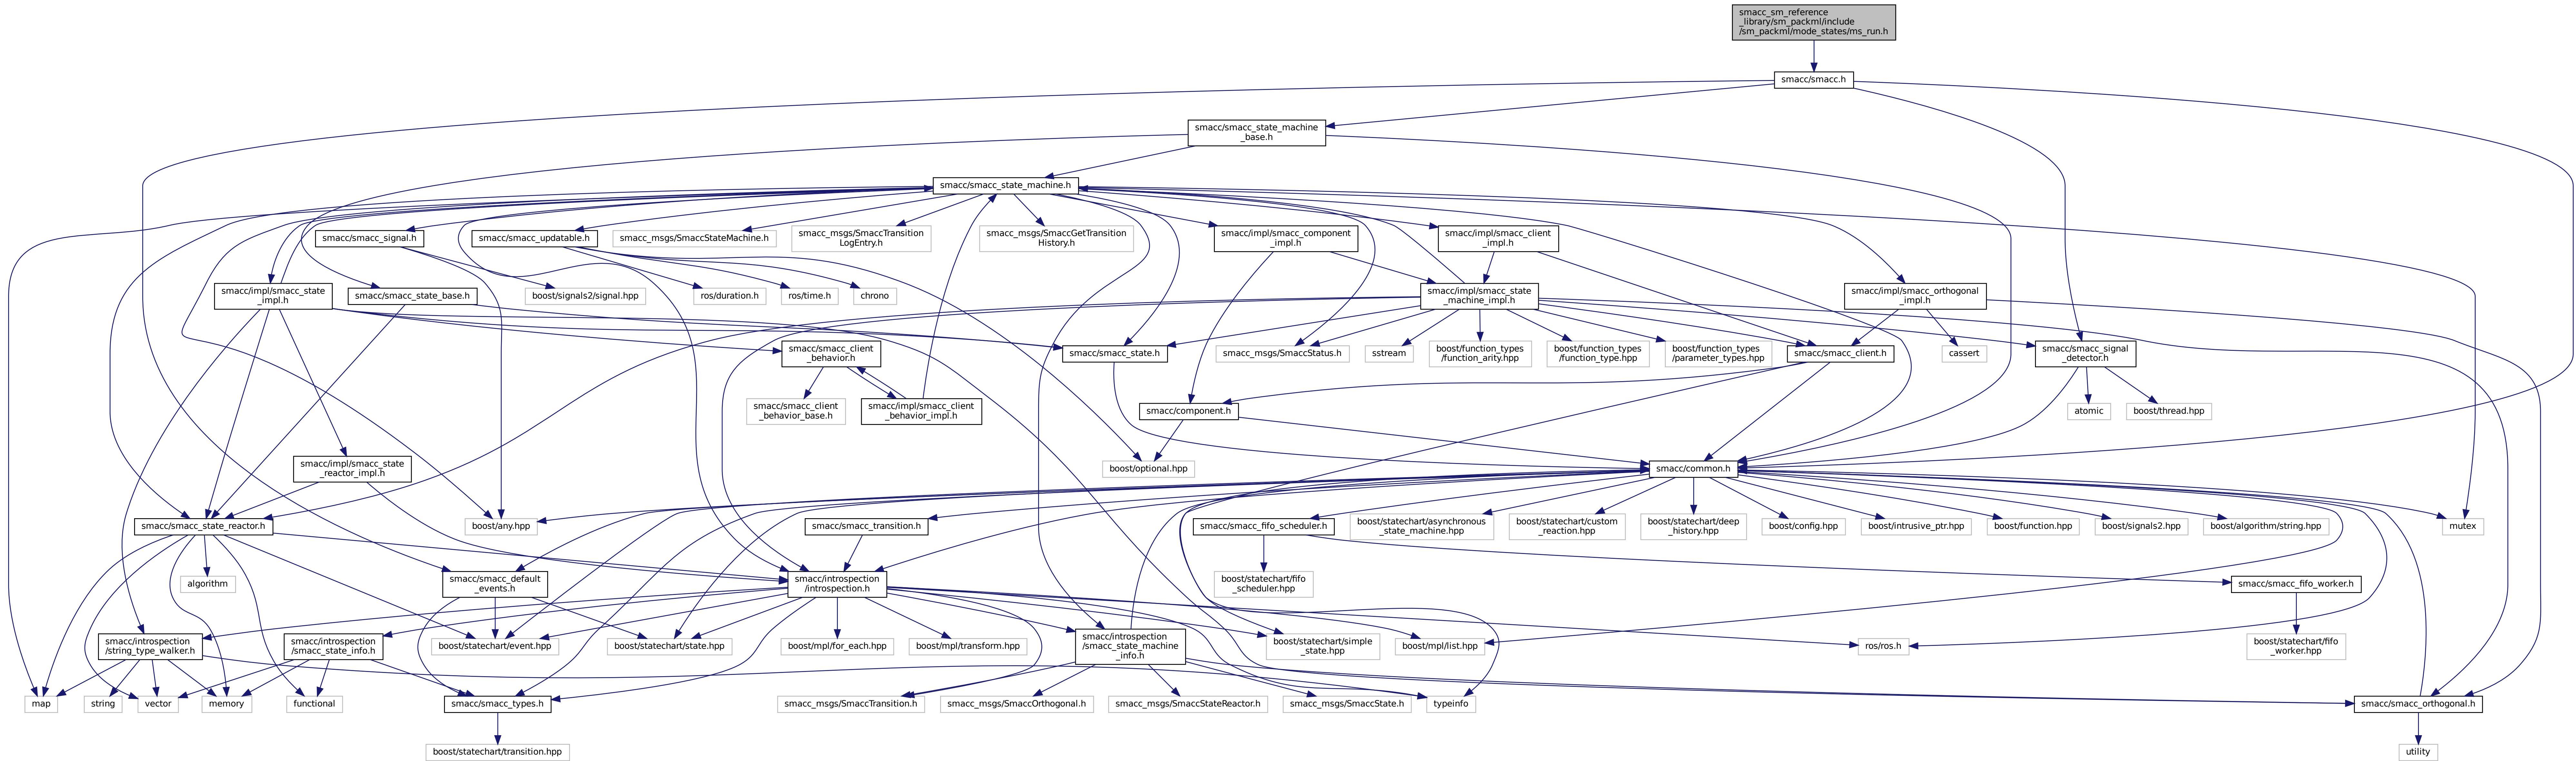 smacc_sm_reference
_library/sm_packml/include
/sm_packml/mode_states/ms_run.h
smacc/smacc.h
smacc/smacc_state_machine
_base.h
smacc/smacc_state_machine.h
smacc/smacc_signal.h
smacc/smacc_updatable.h
smacc_msgs/SmaccStateMachine.h
smacc_msgs/SmaccTransition
LogEntry.h
smacc_msgs/SmaccGetTransition
History.h
smacc/impl/smacc_component
_impl.h
smacc/impl/smacc_client
_impl.h
smacc/impl/smacc_state
_impl.h
smacc/smacc_state_base.h
boost/signals2/signal.hpp
ros/duration.h
ros/time.h
chrono
smacc/impl/smacc_state
_machine_impl.h
smacc/impl/smacc_orthogonal
_impl.h
smacc/smacc_client
_behavior.h
smacc/smacc_state.h
smacc_msgs/SmaccStatus.h
sstream
boost/function_types
/function_arity.hpp
boost/function_types
/function_type.hpp
boost/function_types
/parameter_types.hpp
smacc/smacc_client.h
cassert
smacc/smacc_signal
_detector.h
smacc/smacc_client
_behavior_base.h
smacc/impl/smacc_client
_behavior_impl.h
smacc/component.h
atomic
boost/thread.hpp
smacc/impl/smacc_state
_reactor_impl.h
boost/optional.hpp
smacc/common.h
smacc/smacc_state_reactor.h
boost/any.hpp
smacc/smacc_transition.h
smacc/smacc_fifo_scheduler.h
boost/statechart/asynchronous
_state_machine.hpp
boost/statechart/custom
_reaction.hpp
boost/statechart/deep
_history.hpp
boost/config.hpp
boost/intrusive_ptr.hpp
boost/function.hpp
boost/signals2.hpp
boost/algorithm/string.hpp
mutex
algorithm
smacc/smacc_default
_events.h
smacc/introspection
/introspection.h
boost/statechart/fifo
_scheduler.hpp
smacc/smacc_fifo_worker.h
smacc/introspection
/string_type_walker.h
smacc/introspection
/smacc_state_info.h
boost/statechart/event.hpp
boost/statechart/state.hpp
boost/mpl/for_each.hpp
boost/mpl/transform.hpp
smacc/introspection
/smacc_state_machine
_info.h
boost/statechart/simple
_state.hpp
boost/mpl/list.hpp
ros/ros.h
boost/statechart/fifo
_worker.hpp
map
string
vector
memory
functional
smacc/smacc_types.h
smacc_msgs/SmaccTransition.h
smacc_msgs/SmaccOrthogonal.h
smacc_msgs/SmaccStateReactor.h
smacc_msgs/SmaccState.h
typeinfo
smacc/smacc_orthogonal.h
boost/statechart/transition.hpp
utility